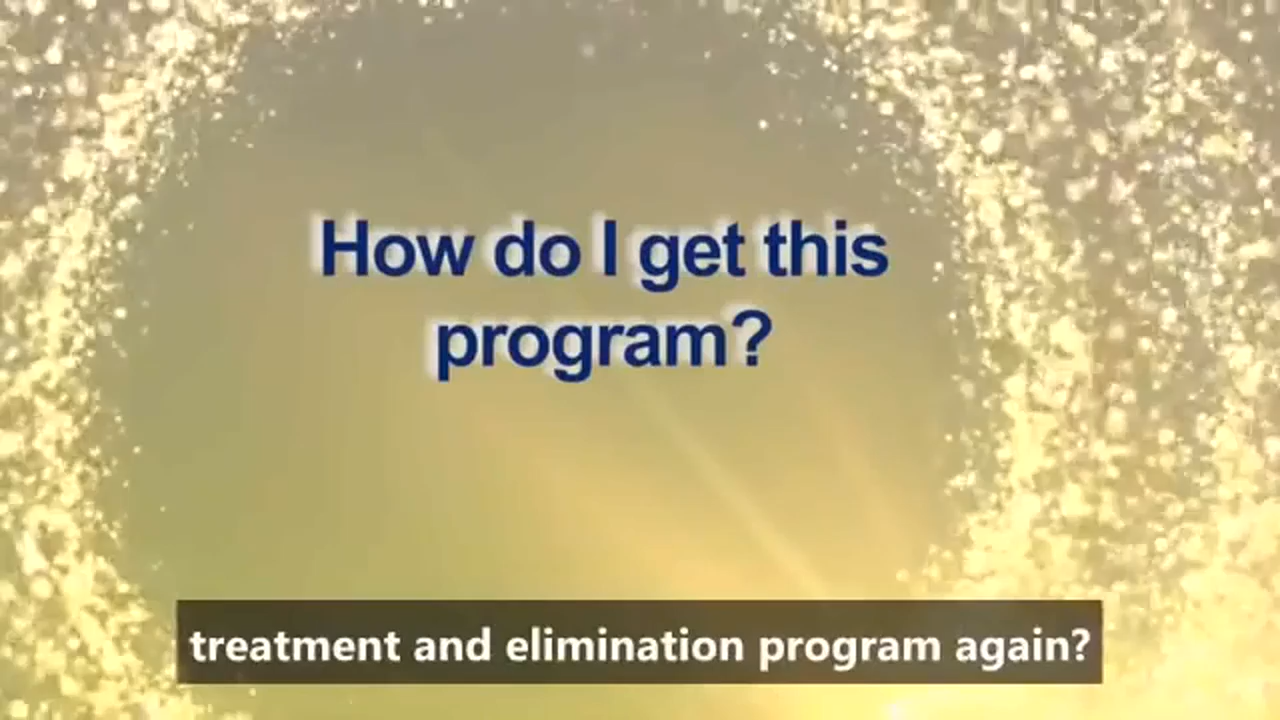 How do I get this
program?
treatment and elimination program again?